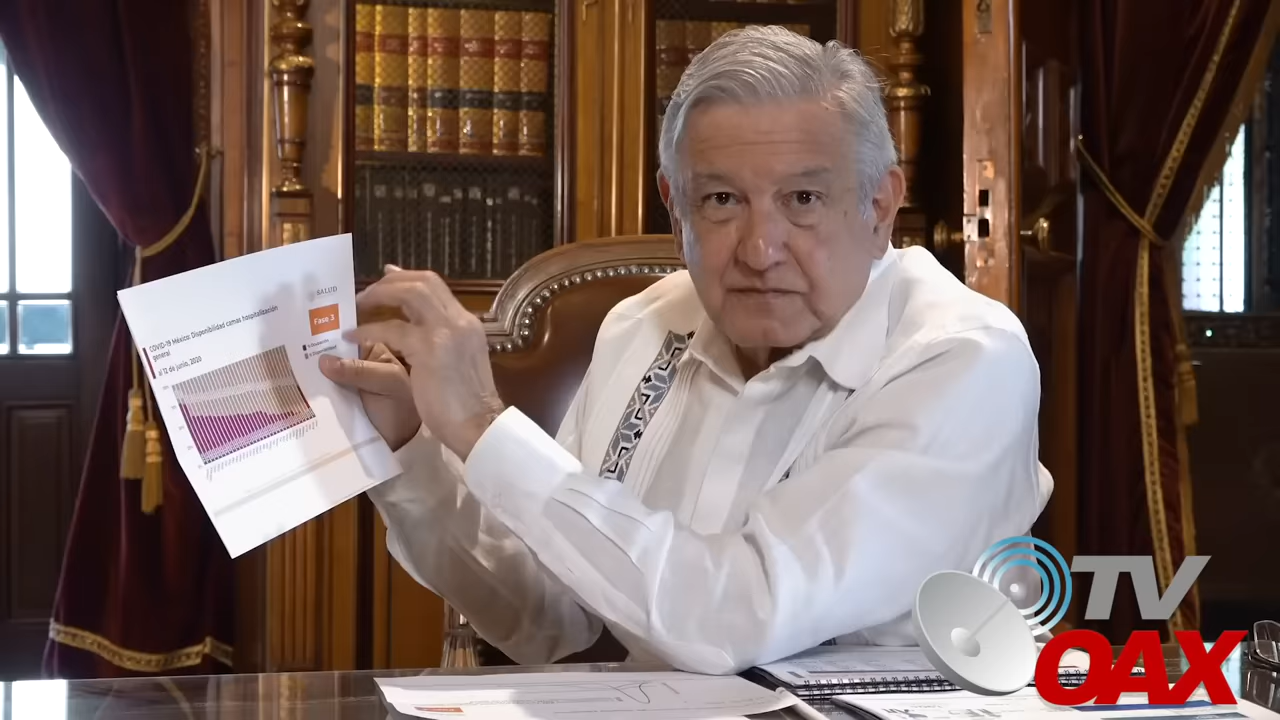 SALUD
Fase 3
COVID-19 México: Disponibilidad camas hospitalización
general
al 12 de junio, 2020
TV
OAX